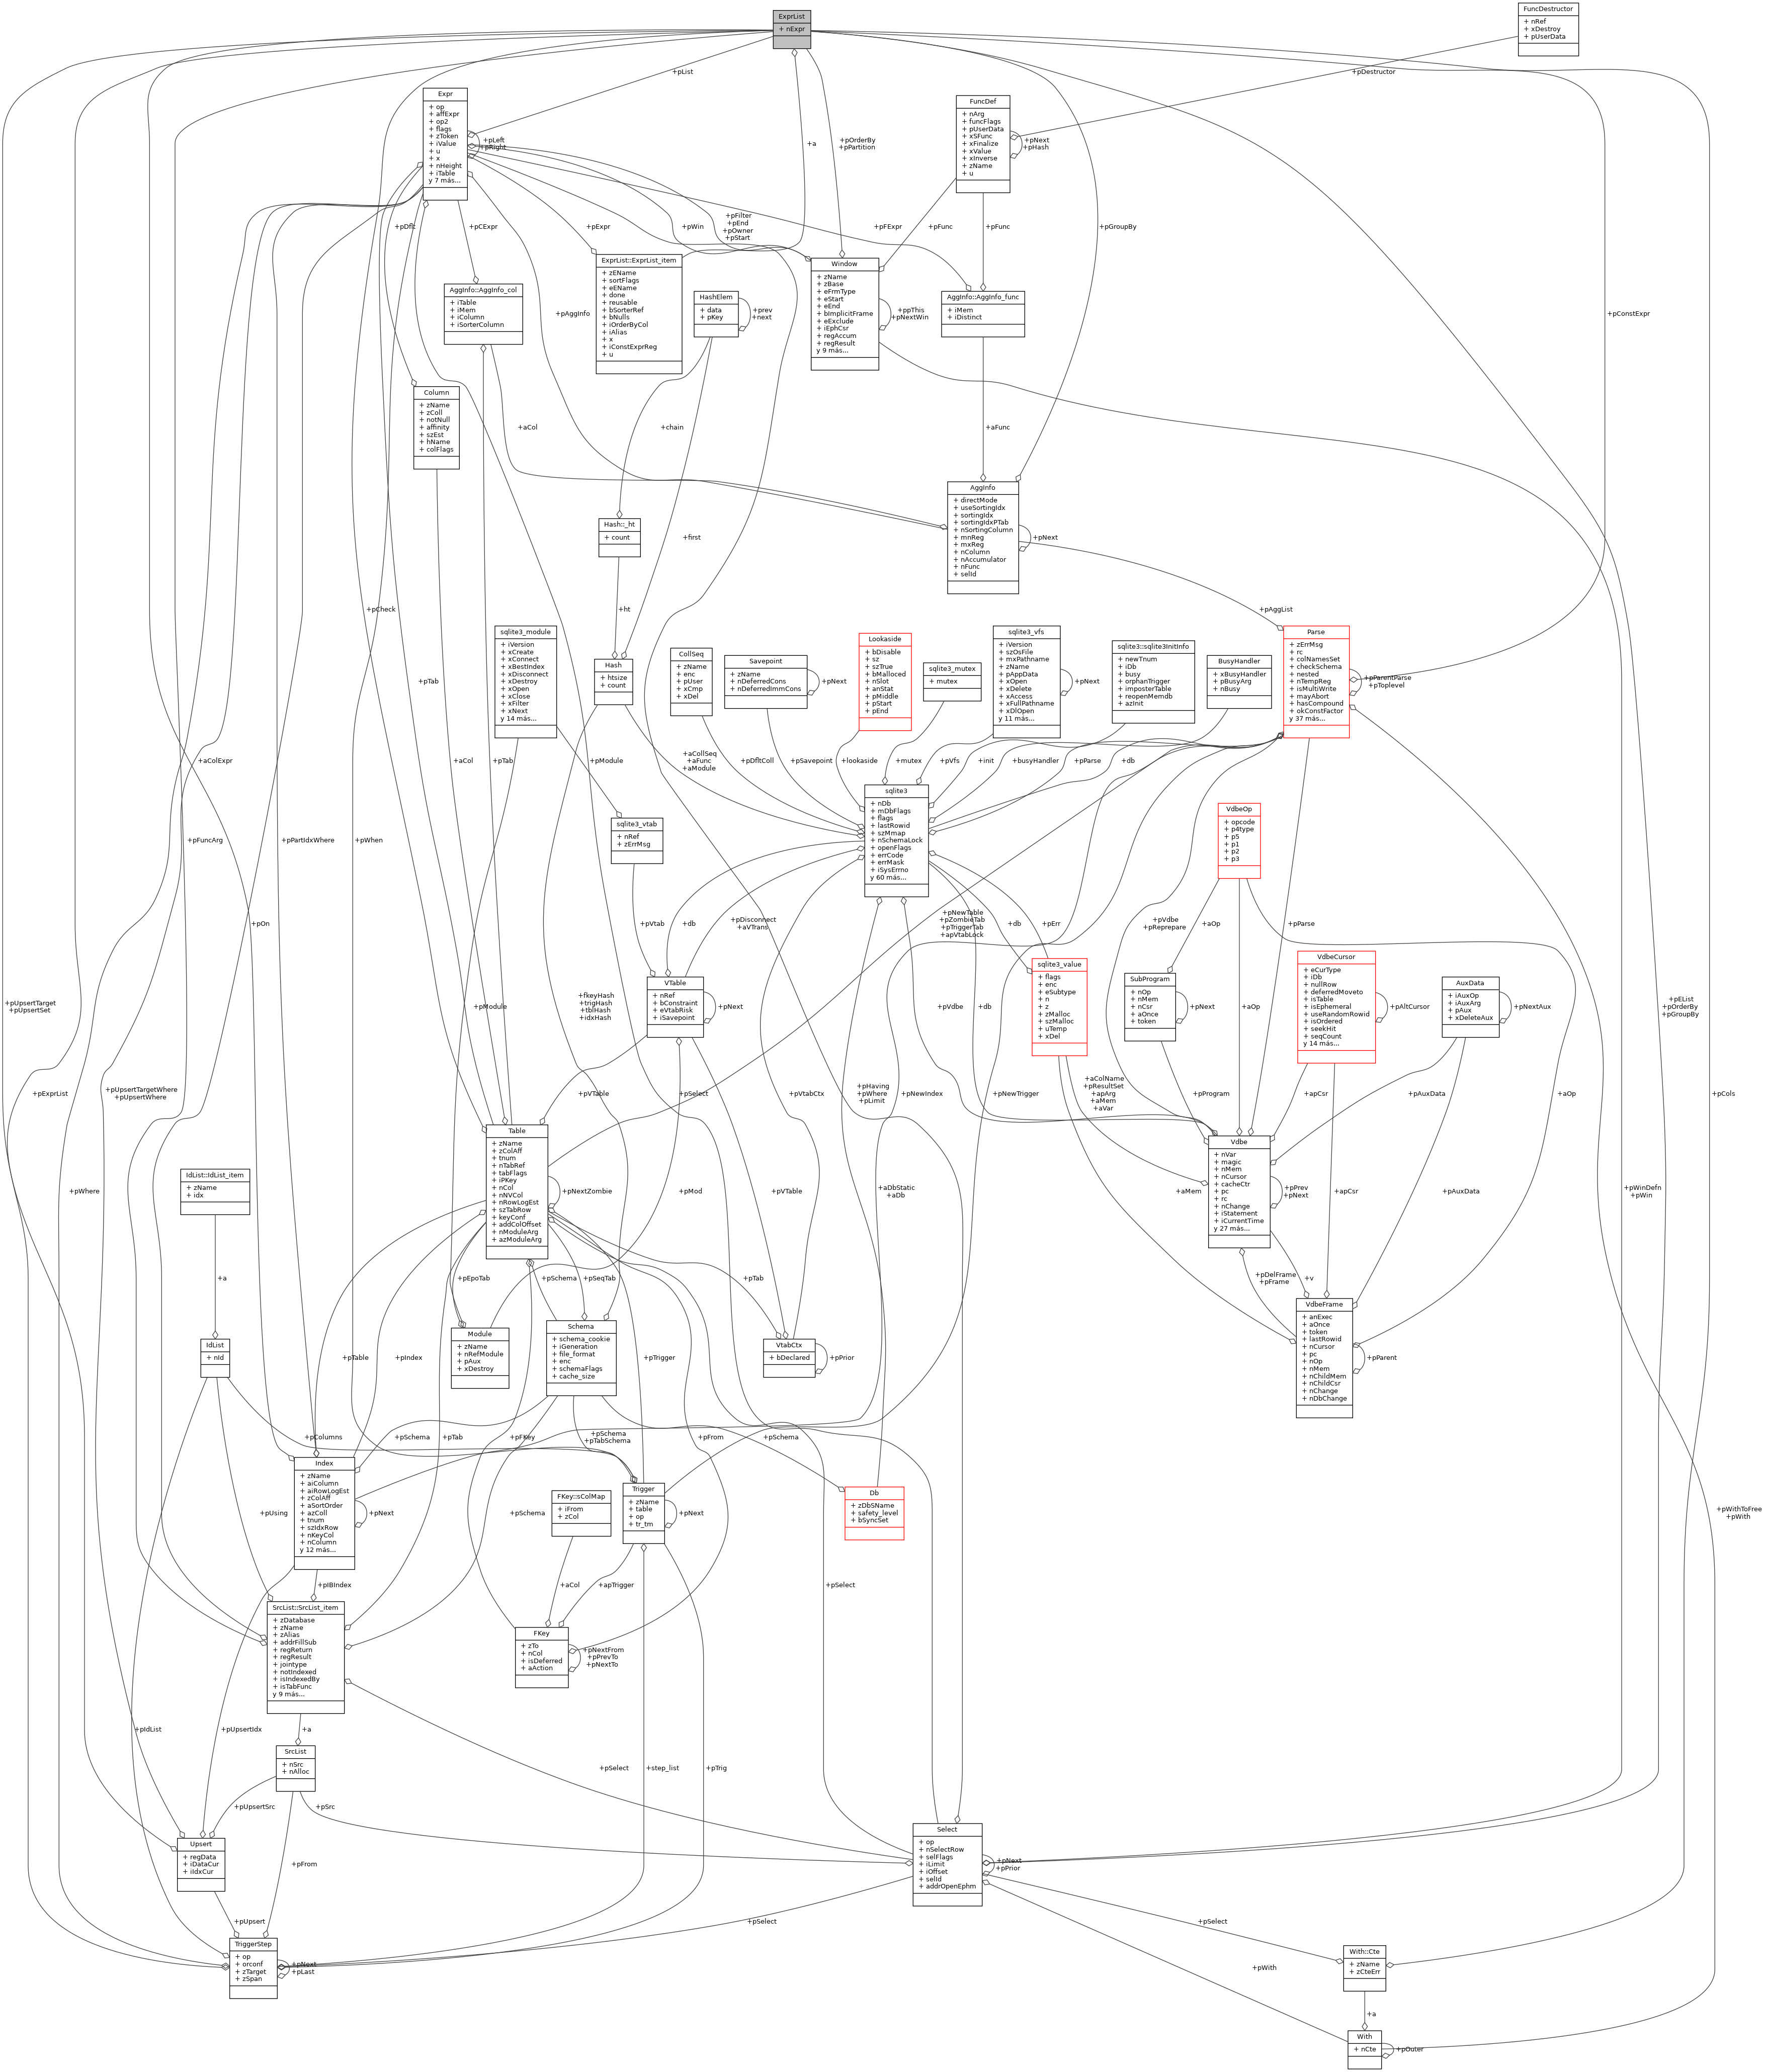 ExprList
+ nExpr
FuncDestructor
+ nRef
+ xDestroy
+ pUserData
+pList
+pDestructor
Expr
+ op
+ affExpr
+ op2
+ flags
+ zToken
+ iValue
+ u
+ x
+ nHeight
+ iTable
y 7 más...
+pLeft
+pRight
+a
+pOrderBy
+pPartition
FuncDef
+ nArg
+ funcFlags
+ pUserData
+ xSFunc
+ xFinalize
+ xValue
+ xInverse
+ zName
+ u
+pNext
+pHash
+pDflt
+pCExpr
+pExpr
+pWin
+pFilter
+pEnd
+pOwner
+pStart
+pFExpr
+pFunc
+pFunc
+pGroupBy
ExprList::ExprList_item
+ zEName
+ sortFlags
+ eEName
+ done
+ reusable
+ bSorterRef
+ bNulls
+ iOrderByCol
+ iAlias
+ x
+ iConstExprReg
+ u
Window
+ zName
+ zBase
+ eFrmType
+ eStart
+ eEnd
+ bImplicitFrame
+ eExclude
+ iEphCsr
+ regAccum
+ regResult
y 9 más...
+ppThis
+pNextWin
AggInfo::AggInfo_col
+ iTable
+ iMem
+ iColumn
+ iSorterColumn
HashElem
+ data
+ pKey
+prev
+next
AggInfo::AggInfo_func
+ iMem
+ iDistinct
+pAggInfo
+pConstExpr
Column
+ zName
+ zColl
+ notNull
+ affinity
+ szEst
+ hName
+ colFlags
+aCol
+chain
+aFunc
AggInfo
+ directMode
+ useSortingIdx
+ sortingIdx
+ sortingIdxPTab
+ nSortingColumn
+ mnReg
+ mxReg
+ nColumn
+ nAccumulator
+ nFunc
+ selId
+pNext
Hash::_ht
+ count
+first
+pCheck
+ht
+pAggList
sqlite3_module
+ iVersion
+ xCreate
+ xConnect
+ xBestIndex
+ xDisconnect
+ xDestroy
+ xOpen
+ xClose
+ xFilter
+ xNext
y 14 más...
Hash
+ htsize
+ count
CollSeq
+ zName
+ enc
+ pUser
+ xCmp
+ xDel
Savepoint
+ zName
+ nDeferredCons
+ nDeferredImmCons
+pNext
Lookaside
+ bDisable
+ sz
+ szTrue
+ bMalloced
+ nSlot
+ anStat
+ pMiddle
+ pStart
+ pEnd
sqlite3_mutex
+ mutex
sqlite3_vfs
+ iVersion
+ szOsFile
+ mxPathname
+ zName
+ pAppData
+ xOpen
+ xDelete
+ xAccess
+ xFullPathname
+ xDlOpen
y 11 más...
+pNext
sqlite3::sqlite3InitInfo
+ newTnum
+ iDb
+ busy
+ orphanTrigger
+ imposterTable
+ reopenMemdb
+ azInit
BusyHandler
+ xBusyHandler
+ pBusyArg
+ nBusy
Parse
+ zErrMsg
+ rc
+ colNamesSet
+ checkSchema
+ nested
+ nTempReg
+ isMultiWrite
+ mayAbort
+ hasCompound
+ okConstFactor
y 37 más...
+pParentParse
+pToplevel
+pTab
+aColExpr
+aCol
+pTab
+pModule
+aCollSeq
+aFunc
+aModule
+pDfltColl
+pSavepoint
+lookaside
+mutex
+pVfs
+init
+busyHandler
+pParse
+db
sqlite3
+ nDb
+ mDbFlags
+ flags
+ lastRowid
+ szMmap
+ nSchemaLock
+ openFlags
+ errCode
+ errMask
+ iSysErrno
y 60 más...
sqlite3_vtab
+ nRef
+ zErrMsg
VdbeOp
+ opcode
+ p4type
+ p5
+ p1
+ p2
+ p3
+pFuncArg
+pPartIdxWhere
+pWhen
+pOn
+pVtab
+db
+pDisconnect
+aVTrans
+pNewTable
+pZombieTab
+pTriggerTab
+apVtabLock
+db
+pErr
+pVdbe
+pReprepare
+aOp
+pParse
VTable
+ nRef
+ bConstraint
+ eVtabRisk
+ iSavepoint
+pNext
sqlite3_value
+ flags
+ enc
+ eSubtype
+ n
+ z
+ zMalloc
+ szMalloc
+ uTemp
+ xDel
SubProgram
+ nOp
+ nMem
+ nCsr
+ aOnce
+ token
+pNext
VdbeCursor
+ eCurType
+ iDb
+ nullRow
+ deferredMoveto
+ isTable
+ isEphemeral
+ useRandomRowid
+ isOrdered
+ seekHit
+ seqCount
y 14 más...
+pAltCursor
AuxData
+ iAuxOp
+ iAuxArg
+ pAux
+ xDeleteAux
+pNextAux
+pUpsertTarget
+pUpsertSet
+pModule
+fkeyHash
+trigHash
+tblHash
+idxHash
+pVdbe
+db
+aOp
+pEList
+pOrderBy
+pGroupBy
+pExprList
+pUpsertTargetWhere
+pUpsertWhere
+pVTable
+pSelect
+pVtabCtx
+pHaving
+pWhere
+pLimit
+pNewIndex
+pNewTrigger
+aColName
+pResultSet
+apArg
+aMem
+aVar
+pProgram
+apCsr
+pAuxData
+aOp
+pCols
Table
+ zName
+ zColAff
+ tnum
+ nTabRef
+ tabFlags
+ iPKey
+ nCol
+ nNVCol
+ nRowLogEst
+ szTabRow
+ keyConf
+ addColOffset
+ nModuleArg
+ azModuleArg
+pNextZombie
Vdbe
+ nVar
+ magic
+ nMem
+ nCursor
+ cacheCtr
+ pc
+ rc
+ nChange
+ iStatement
+ iCurrentTime
y 27 más...
+pPrev
+pNext
IdList::IdList_item
+ zName
+ idx
+pWhere
+pMod
+pVTable
+aDbStatic
+aDb
+aMem
+apCsr
+pAuxData
+pWinDefn
+pWin
+a
+pEpoTab
+pSchema
+pSeqTab
+pTab
+pDelFrame
+pFrame
+v
VdbeFrame
+ anExec
+ aOnce
+ token
+ lastRowid
+ nCursor
+ pc
+ nOp
+ nMem
+ nChildMem
+ nChildCsr
+ nChange
+ nDbChange
+pParent
IdList
+ nId
+pTable
+pIndex
Module
+ zName
+ nRefModule
+ pAux
+ xDestroy
Schema
+ schema_cookie
+ iGeneration
+ file_format
+ enc
+ schemaFlags
+ cache_size
+pTrigger
VtabCtx
+ bDeclared
+pPrior
+pColumns
+pSchema
+pTab
+pFKey
+pSchema
+pTabSchema
+pFrom
+pSchema
Index
+ zName
+ aiColumn
+ aiRowLogEst
+ zColAff
+ aSortOrder
+ azColl
+ tnum
+ szIdxRow
+ nKeyCol
+ nColumn
y 12 más...
+pNext
Trigger
+ zName
+ table
+ op
+ tr_tm
+pNext
FKey::sColMap
+ iFrom
+ zCol
Db
+ zDbSName
+ safety_level
+ bSyncSet
+pUsing
+pSchema
+pWithToFree
+pWith
+pIBIndex
+aCol
+apTrigger
+pSelect
SrcList::SrcList_item
+ zDatabase
+ zName
+ zAlias
+ addrFillSub
+ regReturn
+ regResult
+ jointype
+ notIndexed
+ isIndexedBy
+ isTabFunc
y 9 más...
FKey
+ zTo
+ nCol
+ isDeferred
+ aAction
+pNextFrom
+pPrevTo
+pNextTo
+pIdList
+pUpsertIdx
+a
SrcList
+ nSrc
+ nAlloc
+pSelect
+step_list
+pTrig
+pUpsertSrc
+pSrc
Upsert
+ regData
+ iDataCur
+ iIdxCur
+pFrom
Select
+ op
+ nSelectRow
+ selFlags
+ iLimit
+ iOffset
+ selId
+ addrOpenEphm
+pNext
+pPrior
+pUpsert
+pSelect
+pSelect
TriggerStep
+ op
+ orconf
+ zTarget
+ zSpan
+pNext
+pLast
With::Cte
+ zName
+ zCteErr
+pWith
+a
With
+ nCte
+pOuter